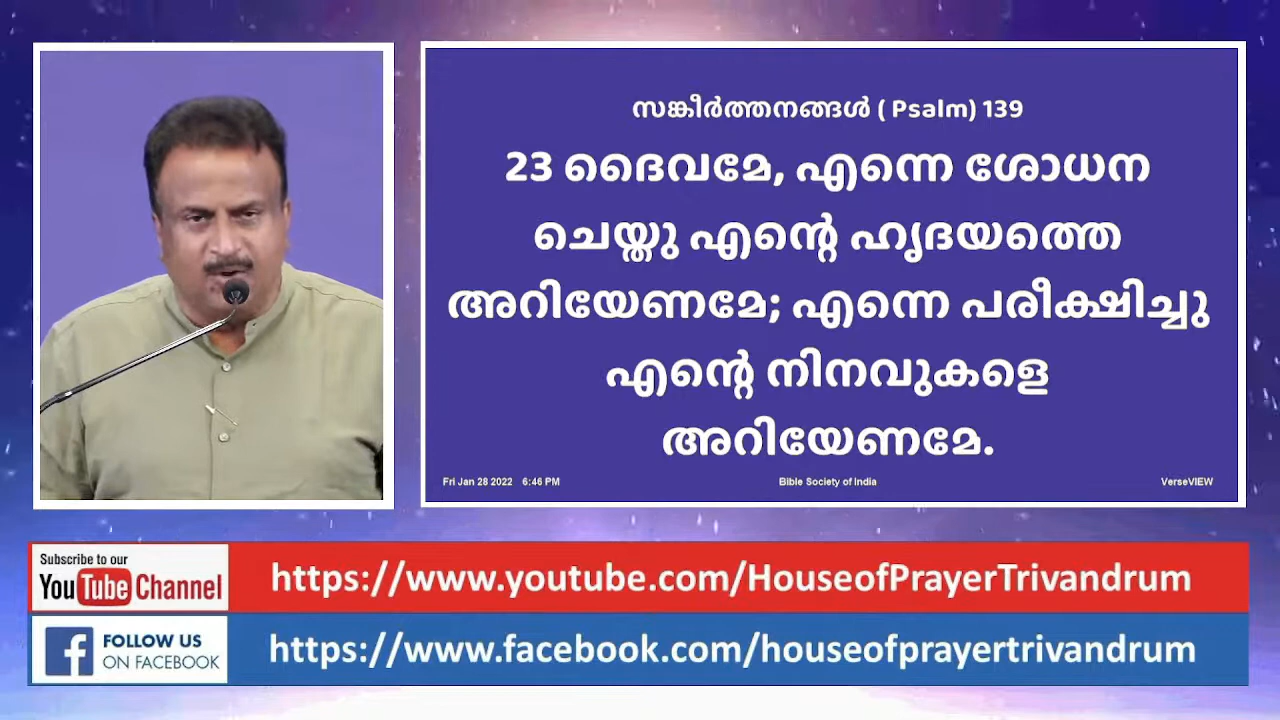 സങ്കീർത്തനങ്ങൾ ( Psalm) 139
23 ദൈവമേ, എന്നെ ശോധന
ചെയ്തു എന്റെ ഹൃദയത്തെ
അറിയേണമേ; എന്നെ പരീക്ഷിച്ചു
എന്റെ നിനവുകളെ
അറിയേണമേ.
Fri Jan 28 2022 6:46 PM Bible Society of India VerseVIEW
Subscribe to our
YouTube Channel
https://www.youtube.com/HouseofPrayerTrivandrum
FOLLOW US
ON FACEBOOK
https://www.facebook.com/houseofprayertrivandrum